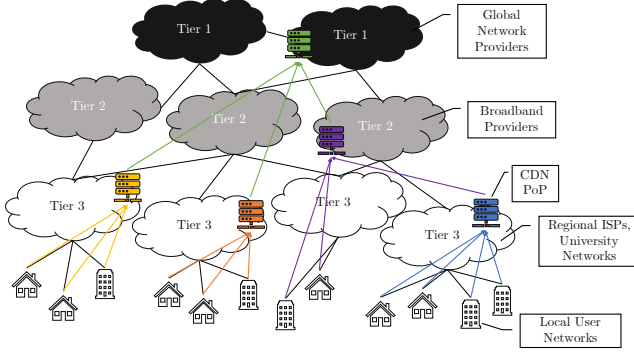 Tier 1
Tier 1
Global
Network
Providers
Tier 2
Tier 2
Tier 2
Broadband
Providers
Tier 3
Tier 3
Tier 3
Tier 3
CDN
PoP
Regional ISPs,
University
Networks
Local User
Networks